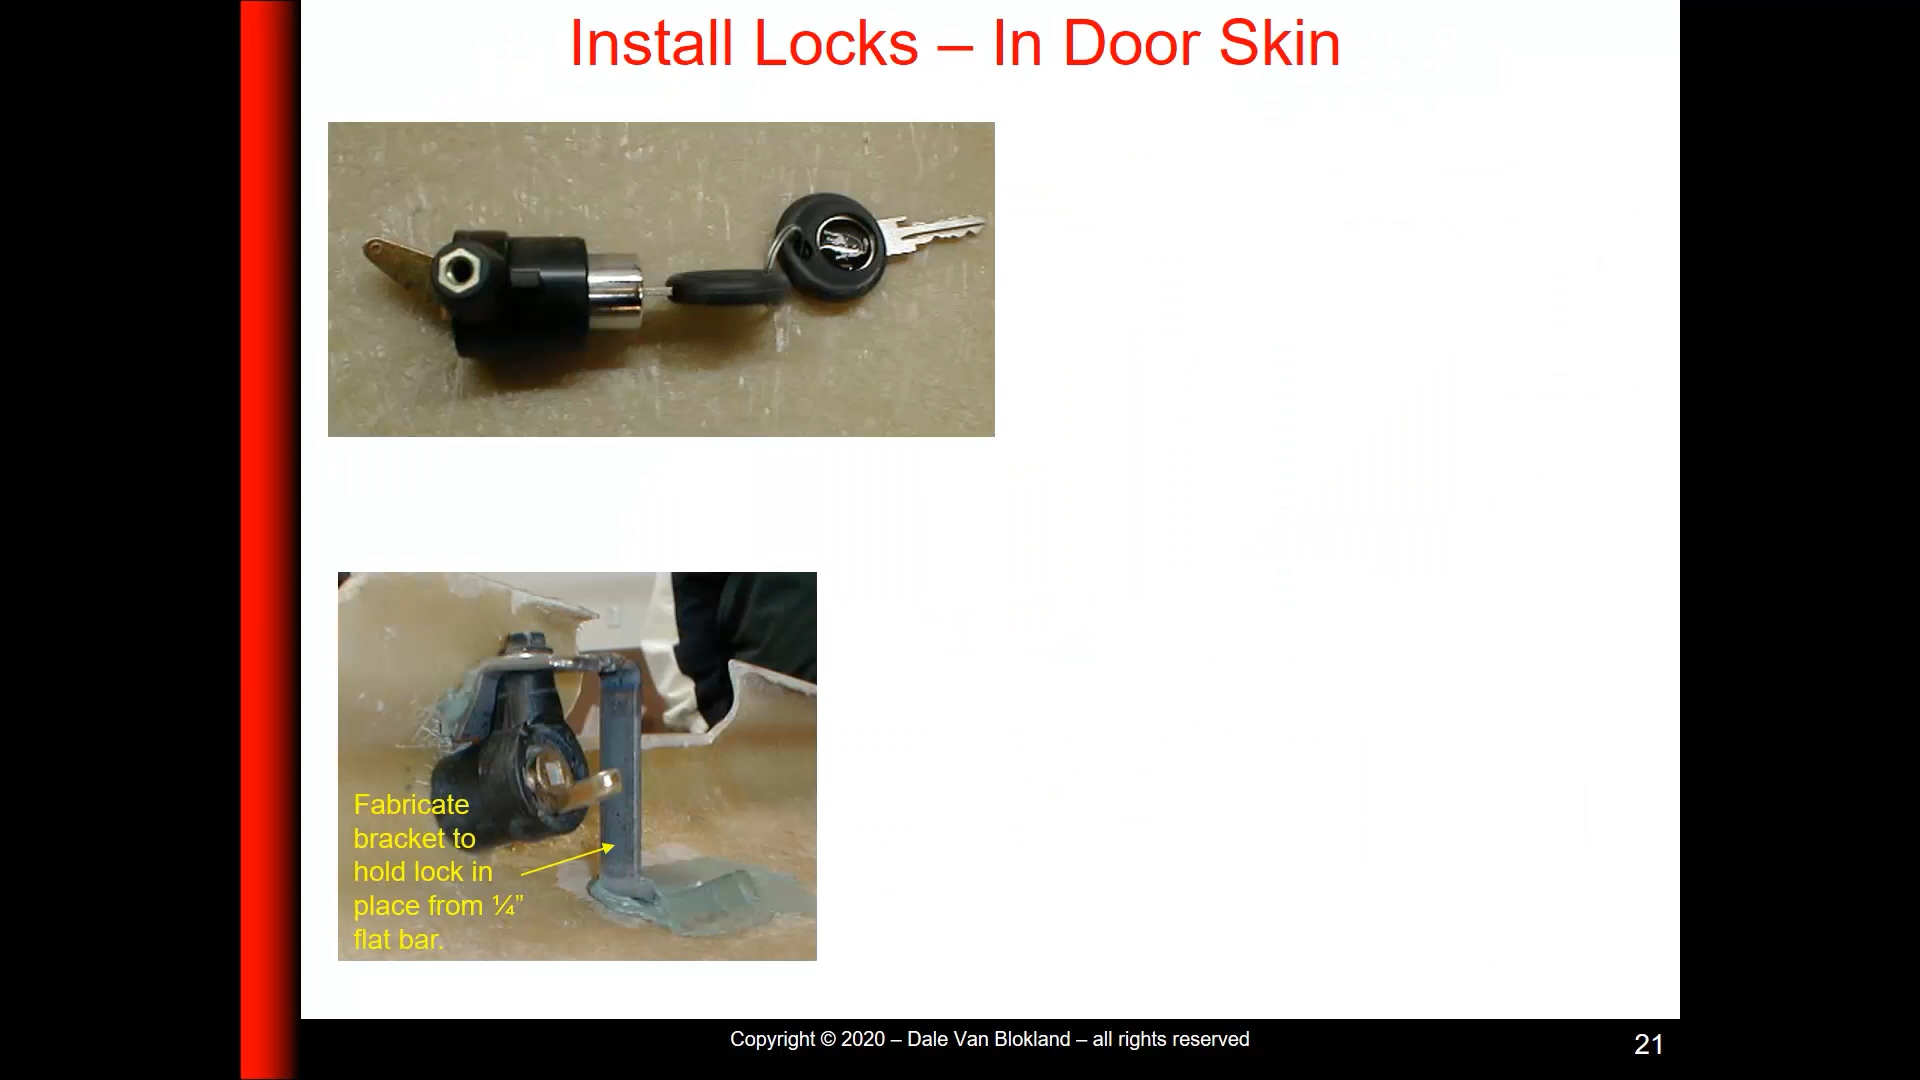 Install Locks – In Door Skin
Fabricate
bracket to
hold lock in
place from ¼”
flat bar.
Copyright © 2020 – Dale Van Blokland – all rights reserved
21